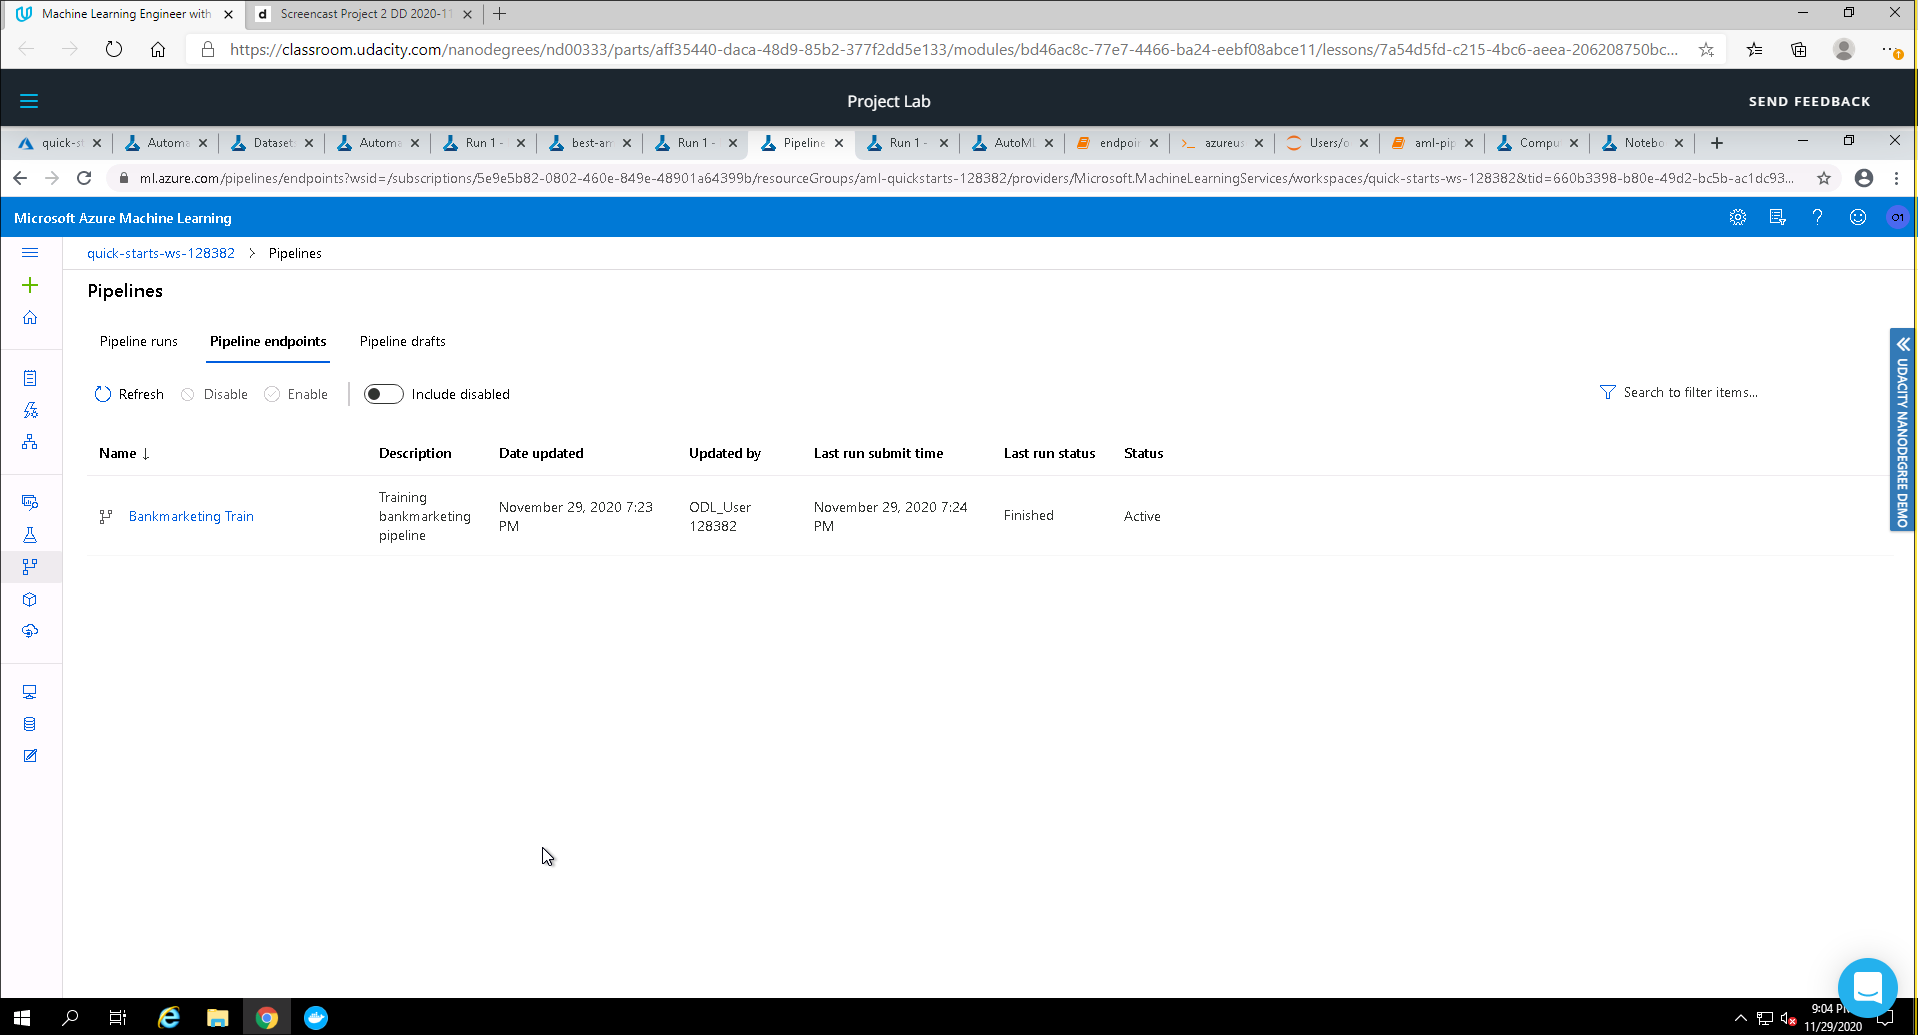 Machine Learning Engineer with
Screencast Project 2 DD 2020-11
https://classroom.udacity.com/nanodegrees/nd00333/parts/aff35440-daca-48d9-85b2-377f2dd5e133/modules/bd46ac8c-77e7-4466-ba24-eebf08abce11/lessons/7a54d5fd-c215-4bc6-aeea-206208750bc...
Project Lab
SEND FEEDBACK
quick-st
Automa
Dataset
Automa
Run 1 -
best-am
Run 1 -
Pipeline
Run 1 -
AutoML
endpoin
azureus
Users/o
aml-pip
Compu
Notebo
ml.azure.com/pipelines/endpoints?wsid=/subscriptions/5e9e5b82-0802-460e-849e-48901a64399b/resourceGroups/aml-quickstarts-128382/providers/Microsoft.MachineLearningServices/workspaces/quick-starts-ws-128382&tid=660b3398-b80e-49d2-bc5b-ac1dc93...
Microsoft Azure Machine Learning
O1
quick-starts-ws-128382 > Pipelines
Pipelines
Pipeline runs
Pipeline endpoints
Pipeline drafts
Refresh
Disable
Enable
Include disabled
Search to filter items...
Name ↓
Description
Date updated
Updated by
Last run submit time
Last run status
Status
Bankmarketing Train
Training
bankmarketing
pipeline
November 29, 2020 7:23
PM
ODL_User
128382
November 29, 2020 7:24
PM
Finished
Active
UDACITY NANODEGREE DEMO
9:04 P
11/29/2020